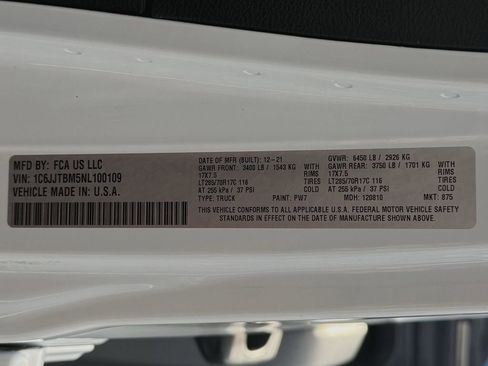 MFD BY: FCA US LLC
VIN: 1C6JJTBM5NL100109
VEHICLE MADE IN: U.S.A.
DATE OF MFR (BUILT): 12-21
GAWR FRONT: 3400 LB / 1543 KG
WITH
17X7.5 RIMS
LT285/70R17C 116 TIRES
AT 255 kPa / 37 PSI
GVWR: 6450 LB / 2926 KG
GAWR REAR: 3750 LB / 1701 KG
WITH
17X7.5 RIMS
LT285/70R17C 116 TIRES
AT 255 kPa / 37 PSI
TYPE: TRUCK PAINT: PW7 MDH: 120810 MKT: 875
THIS VEHICLE CONFORMS TO ALL APPLICABLE U.S.A. FEDERAL MOTOR VEHICLE SAFETY
STANDARDS IN EFFECT ON THE DATE OF MANUFACTURE SHOWN ABOVE.